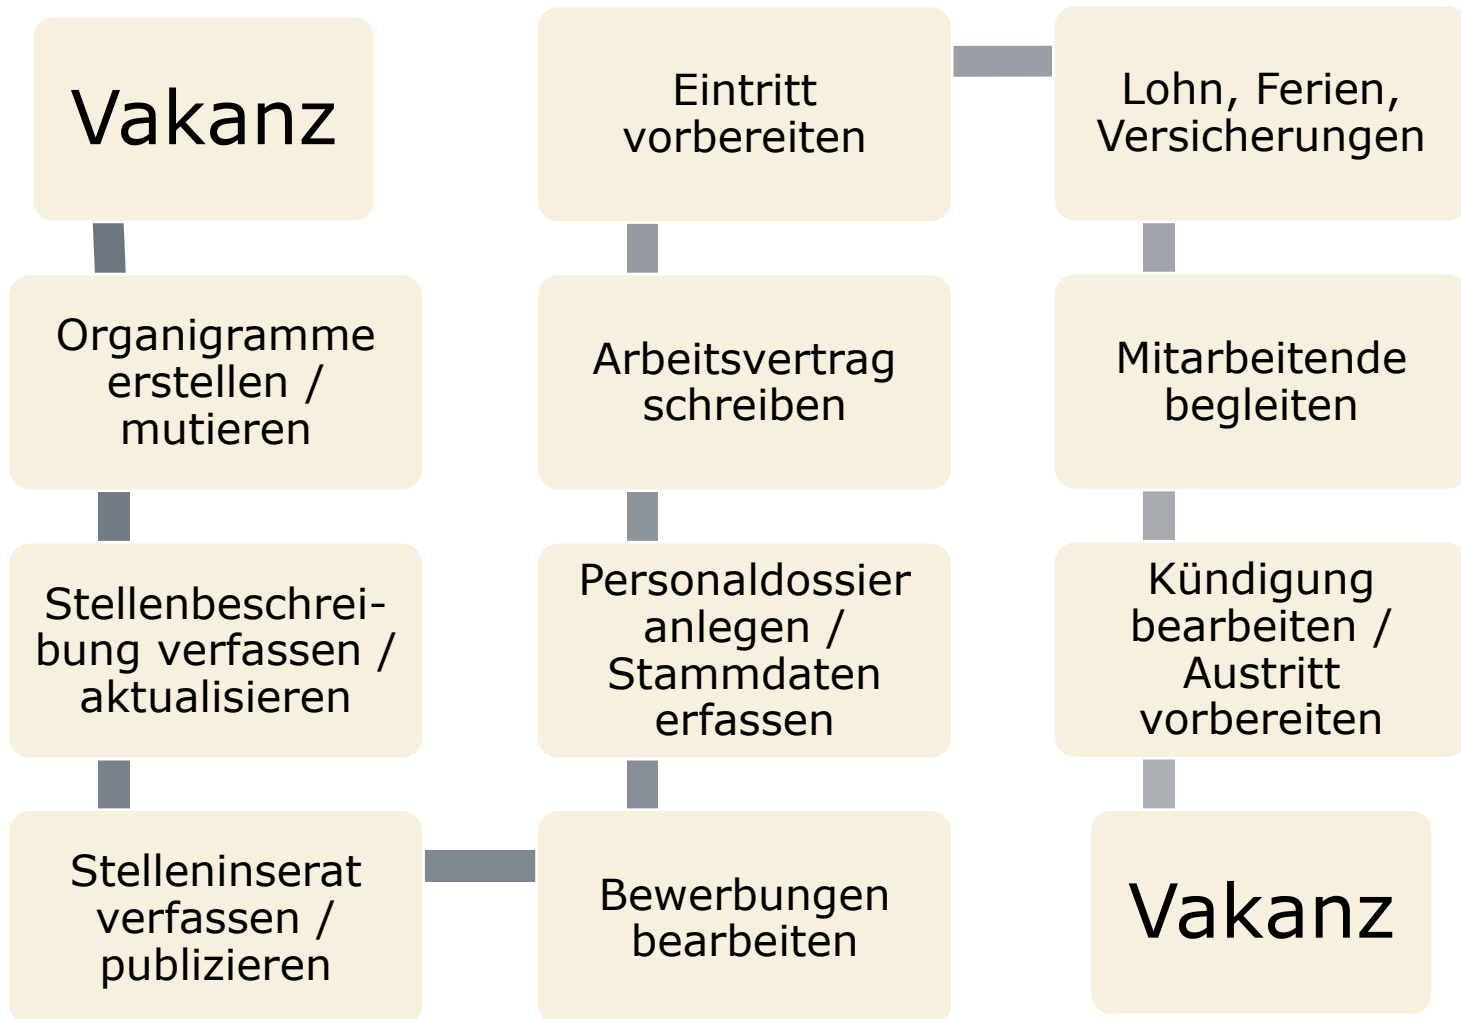 Vakanz
Organigramme
erstellen /
mutieren
Stellenbeschrei-
bung verfassen /
aktualisieren
Stelleninserat
verfassen /
publizieren
Bewerbungen
bearbeiten
Personaldossier
anlegen /
Stammdaten
erfassen
Arbeitsvertrag
schreiben
Eintritt
vorbereiten
Lohn, Ferien,
Versicherungen
Mitarbeitende
begleiten
Kündigung
bearbeiten /
Austritt
vorbereiten
Vakanz